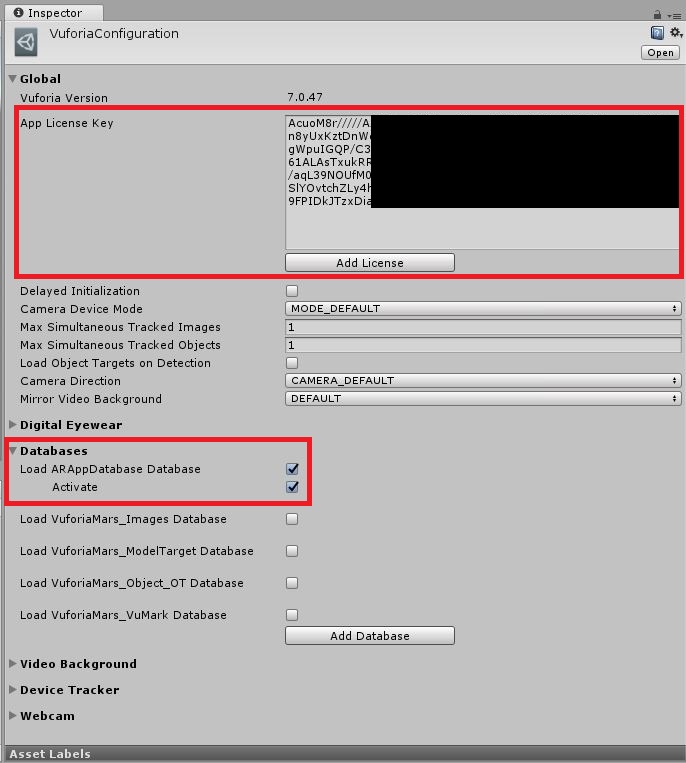 Inspector
VuforiaConfiguration
Open
Global
Vuforia Version 7.0.47
App License Key AcuoM8r/////A
n8yUxKztDnW
gWpuIGQP/C3
61ALAsTxukRR
/aqL39NOUfM0
SlYOvtchZLy4h
9FPIDkJTzxDia
Add License
Delayed Initialization
Camera Device Mode MODE_DEFAULT
Max Simultaneous Tracked Images 1
Max Simultaneous Tracked Objects 1
Load Object Targets on Detection
Camera Direction CAMERA_DEFAULT
Mirror Video Background DEFAULT
Digital Eyewear
Databases
Load ARAppDatabase Database
Activate
Load VuforiaMars_Images Database
Load VuforiaMars_ModelTarget Database
Load VuforiaMars_Object_OT Database
Load VuforiaMars_VuMark Database
Add Database
Video Background
Device Tracker
Webcam
Asset Labels